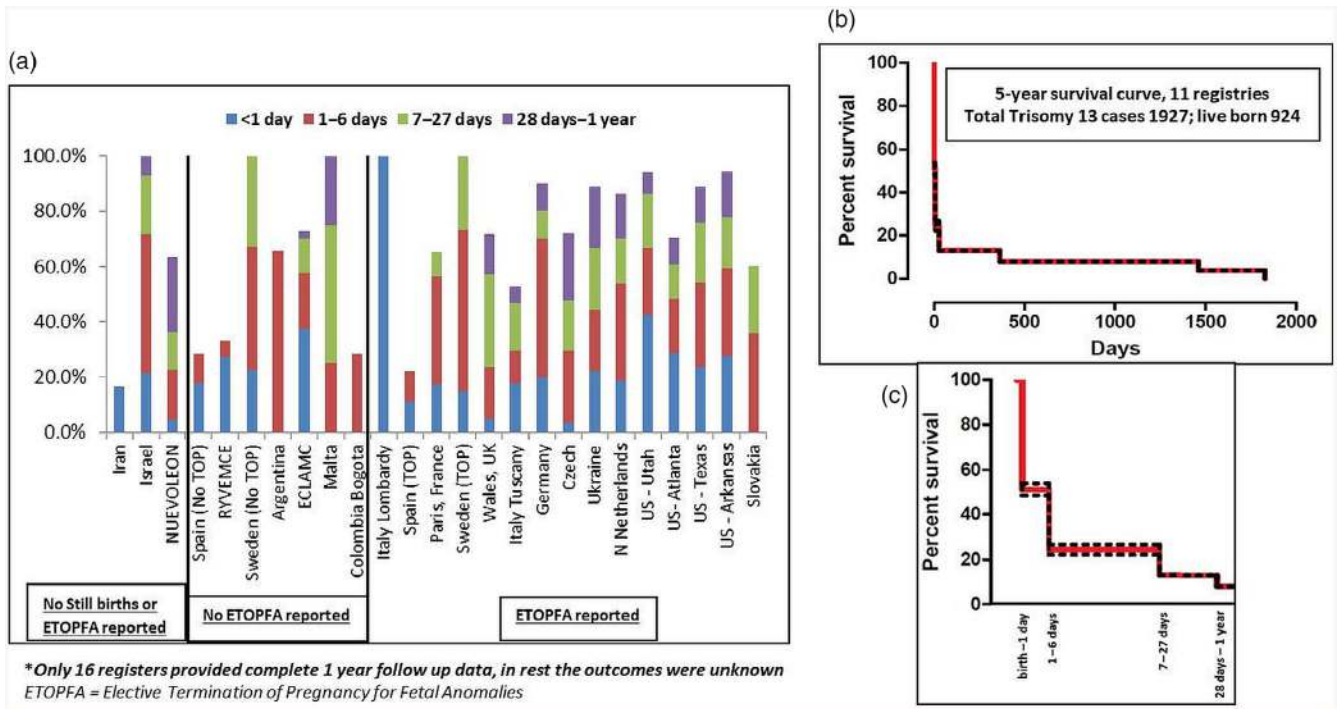 (a)
<1 day 1–6 days 7–27 days 28 days–1 year
100.0%
80.0%
60.0%
40.0%
20.0%
0.0%
Iran
Israel
NUEVOLEON
Spain (No TOP)
RYVEMCE
Sweden (No TOP)
Argentina
ECLAMC
Malta
Colombia Bogota
Italy Lombardy
Spain (TOP)
Paris, France
Sweden (TOP)
Wales, UK
Italy Tuscany
Germany
Czech
Ukraine
N Netherlands
US - Utah
US- Atlanta
US - Texas
US - Arkansas
Slovakia
No Still births or
ETOPFA reported
No ETOPFA reported
ETOPFA reported
*Only 16 registers provided complete 1 year follow up data, in rest the outcomes were unknown
ETOPFA = Elective Termination of Pregnancy for Fetal Anomalies
(b)
Percent survival
100
80
60
40
20
0
5-year survival curve, 11 registries
Total Trisomy 13 cases 1927; live born 924
0 500 1000 1500 2000
Days
(c)
Percent survival
100
80
60
40
20
0
birth–1 day
1–6 days
7–27 days
28 days – 1 year